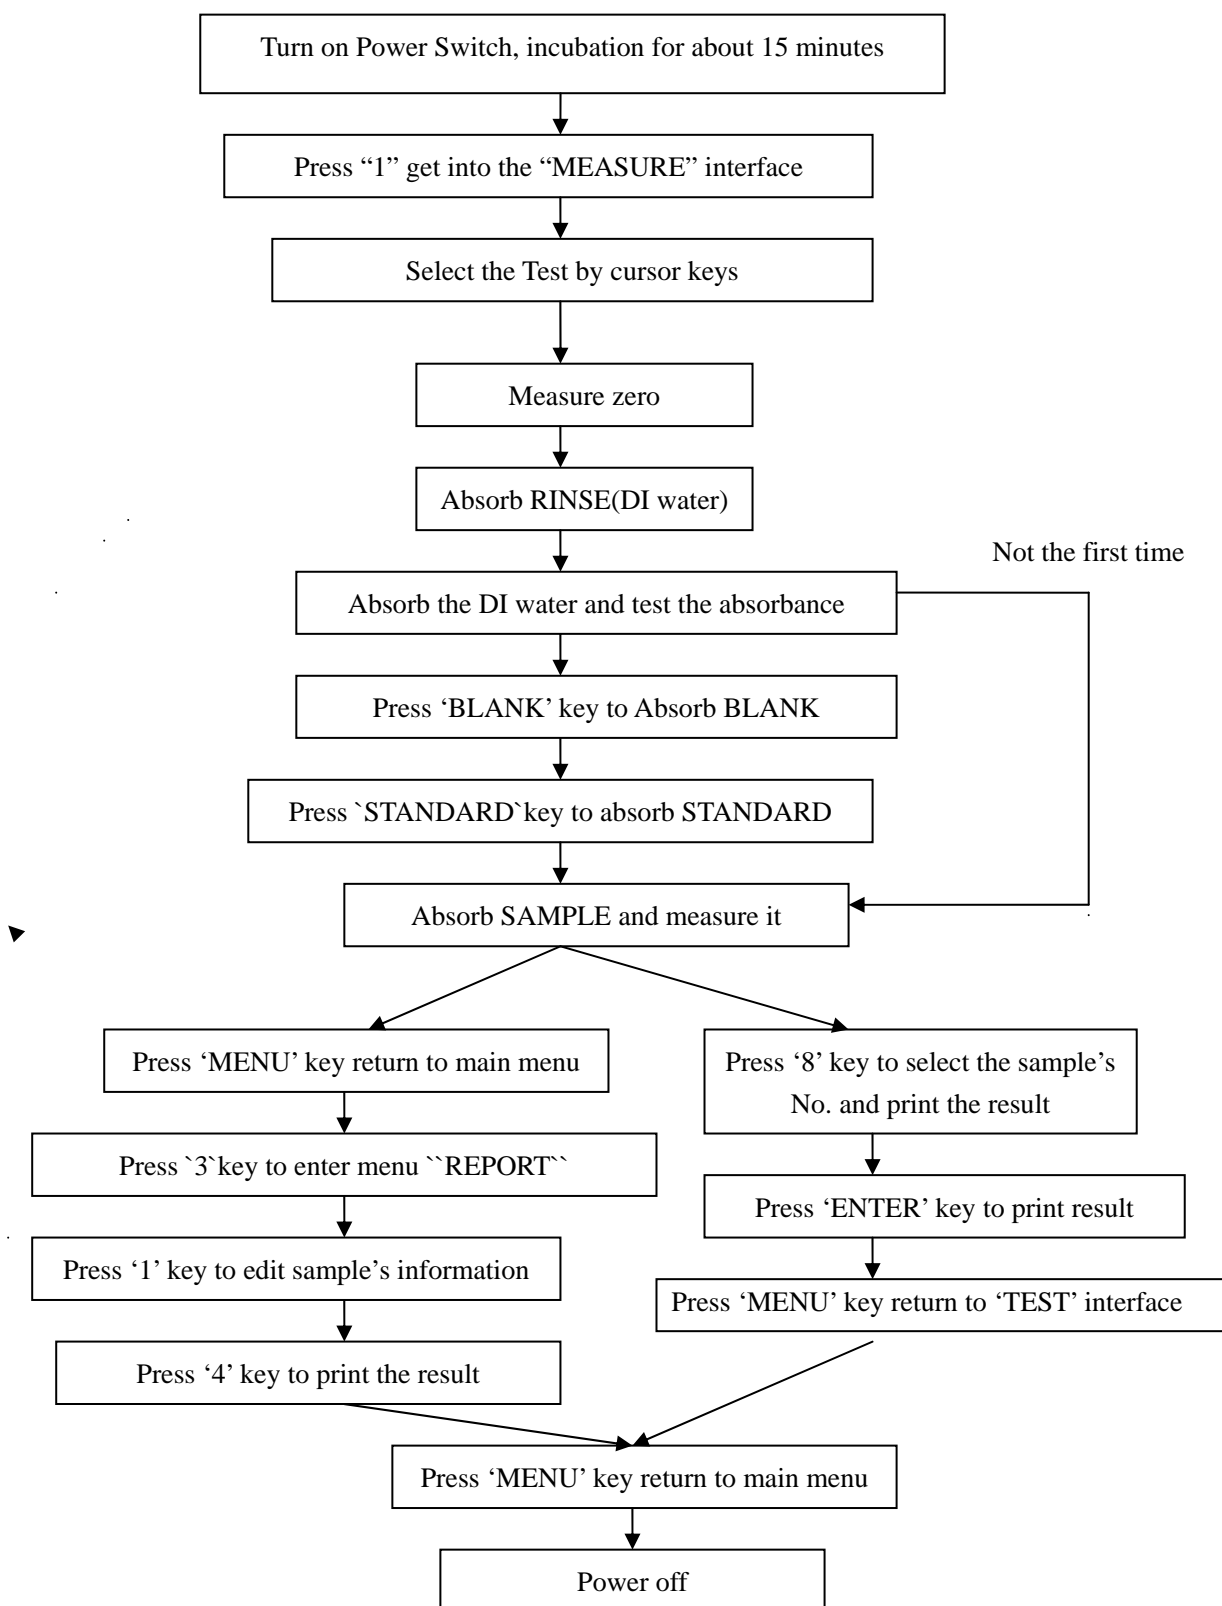 Turn on Power Switch, incubation for about 15 minutes
Press “1” get into the “MEASURE” interface
Select the Test by cursor keys
Measure zero
Absorb RINSE(DI water)
Not the first time
Absorb the DI water and test the absorbance
Press ‘BLANK’ key to Absorb BLANK
Press `STANDARD`key to absorb STANDARD
Absorb SAMPLE and measure it
Press ‘MENU’ key return to main menu
Press `3`key to enter menu ``REPORT``
Press ‘1’ key to edit sample’s information
Press ‘4’ key to print the result
Press ‘8’ key to select the sample’s
No. and print the result
Press ‘ENTER’ key to print result
Press ‘MENU’ key return to ‘TEST’ interface
Press ‘MENU’ key return to main menu
Power off